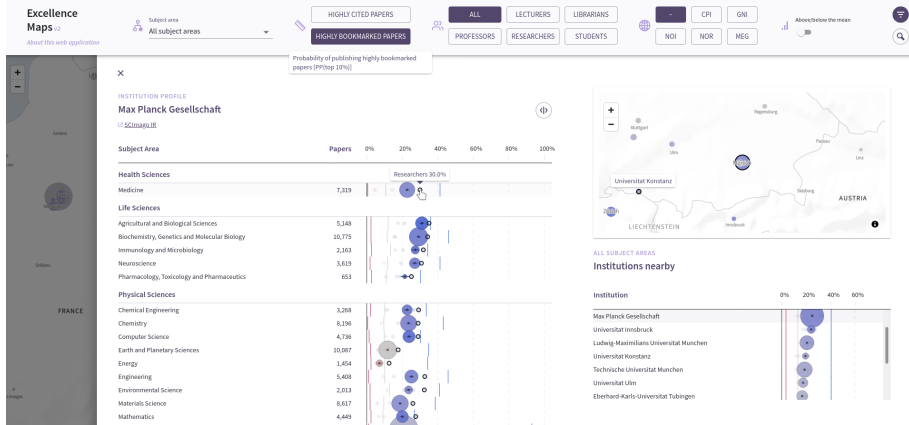 Excellence
Maps v2
About this web application
Subject area
All subject areas
HIGHLY CITED PAPERS
HIGHLY BOOKMARKED PAPERS
ALL
LECTURERS
LIBRARIANS
PROFESSORS
RESEARCHERS
STUDENTS
-
CPI
GNI
NOI
NOR
MEG
Above/below the mean
Probability of publishing highly bookmarked
papers [PP(top 10%)]
+
−
FRANCE
×
INSTITUTION PROFILE
Max Planck Gesellschaft
SCImago IR
Subject Area Papers 0% 20% 40% 60% 80% 100%
Health Sciences
Researchers 30.0%
Medicine 7,319
Life Sciences
Agricultural and Biological Sciences 5,148
Biochemistry, Genetics and Molecular Biology 10,775
Immunology and Microbiology 2,163
Neuroscience 3,619
Pharmacology, Toxicology and Pharmaceutics 653
Physical Sciences
Chemical Engineering 3,268
Chemistry 8,196
Computer Science 4,736
Earth and Planetary Sciences 10,087
Energy 1,454
Engineering 5,408
Environmental Science 2,013
Materials Science 8,617
Mathematics 4,449
+
−
Regensburg
Stuttgart
Ulm
Passau
Linz
Universitat Konstanz
Salzburg
AUSTRIA
Zürich
LIECHTENSTEIN
Innsbruck
ALL SUBJECT AREAS
Institutions nearby
Institution 0% 20% 40% 60%
Max Planck Gesellschaft
Universitat Innsbruck
Ludwig-Maximilians Universitat Munchen
Universitat Konstanz
Technische Universitat Munchen
Universitat Ulm
Eberhard-Karls-Universitat Tubingen